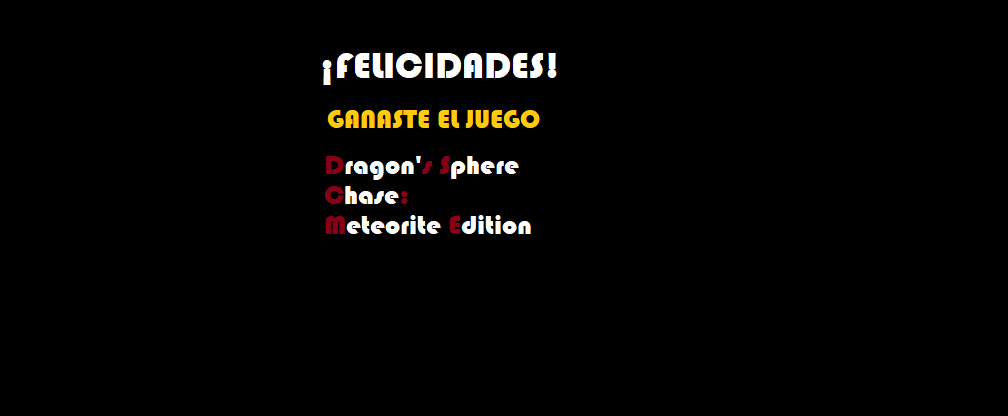 ¡FELICIDADES!
GANASTE EL JUEGO
Dragon's Sphere
Chase:
Meteorite Edition